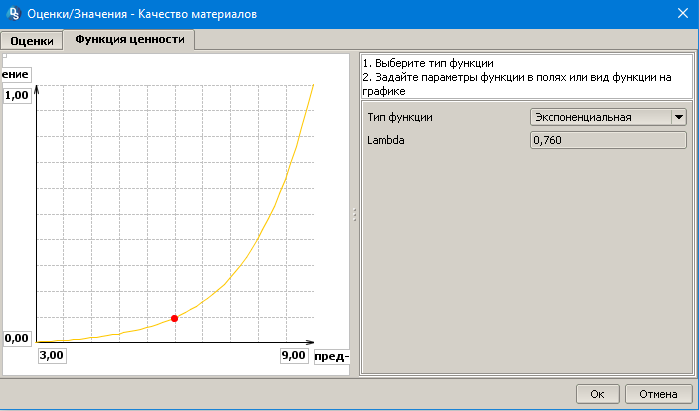 Оценки/Значения - Качество материалов
Оценки
Функция ценности
ение
1,00
0,00
3,00
9,00
пред-
1. Выберите тип функции
2. Задайте параметры функции в полях или вид функции на
графике
Тип функции
Экспоненциальная
Lambda
0,760
Ок
Отмена